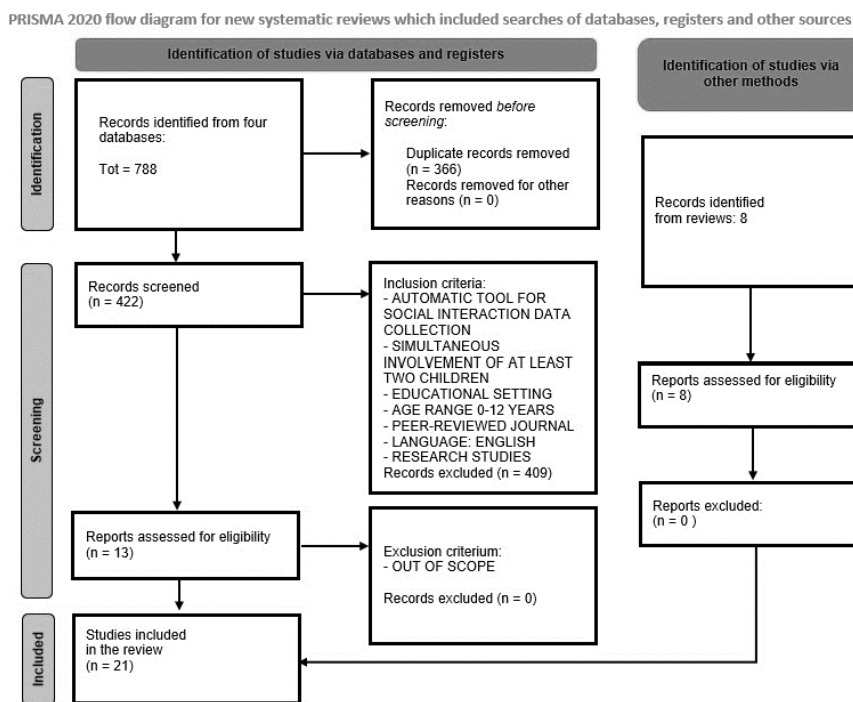 PRISMA 2020 flow diagram for new systematic reviews which included searches of databases, registers and other sources
Identification of studies via databases and registers
Identification of studies via
other methods
Identification
Records identified from four
databases:
Tot = 788
Records removed before
screening:
Duplicate records removed
(n = 366)
Records removed for other
reasons (n = 0)
Records identified
from reviews: 8
Screening
Records screened
(n = 422)
Inclusion criteria:
- AUTOMATIC TOOL FOR
SOCIAL INTERACTION DATA
COLLECTION
- SIMULTANEOUS
INVOLVEMENT OF AT LEAST
TWO CHILDREN
- EDUCATIONAL SETTING
- AGE RANGE 0-12 YEARS
- PEER-REVIEWED JOURNAL
- LANGUAGE: ENGLISH
- RESEARCH STUDIES
Records excluded (n = 409)
Reports assessed for eligibility
(n = 8)
Reports excluded:
(n = 0 )
Reports assessed for eligibility
(n = 13)
Exclusion criterium:
- OUT OF SCOPE
Records excluded (n = 0)
Included
Studies included
in the review
(n = 21)